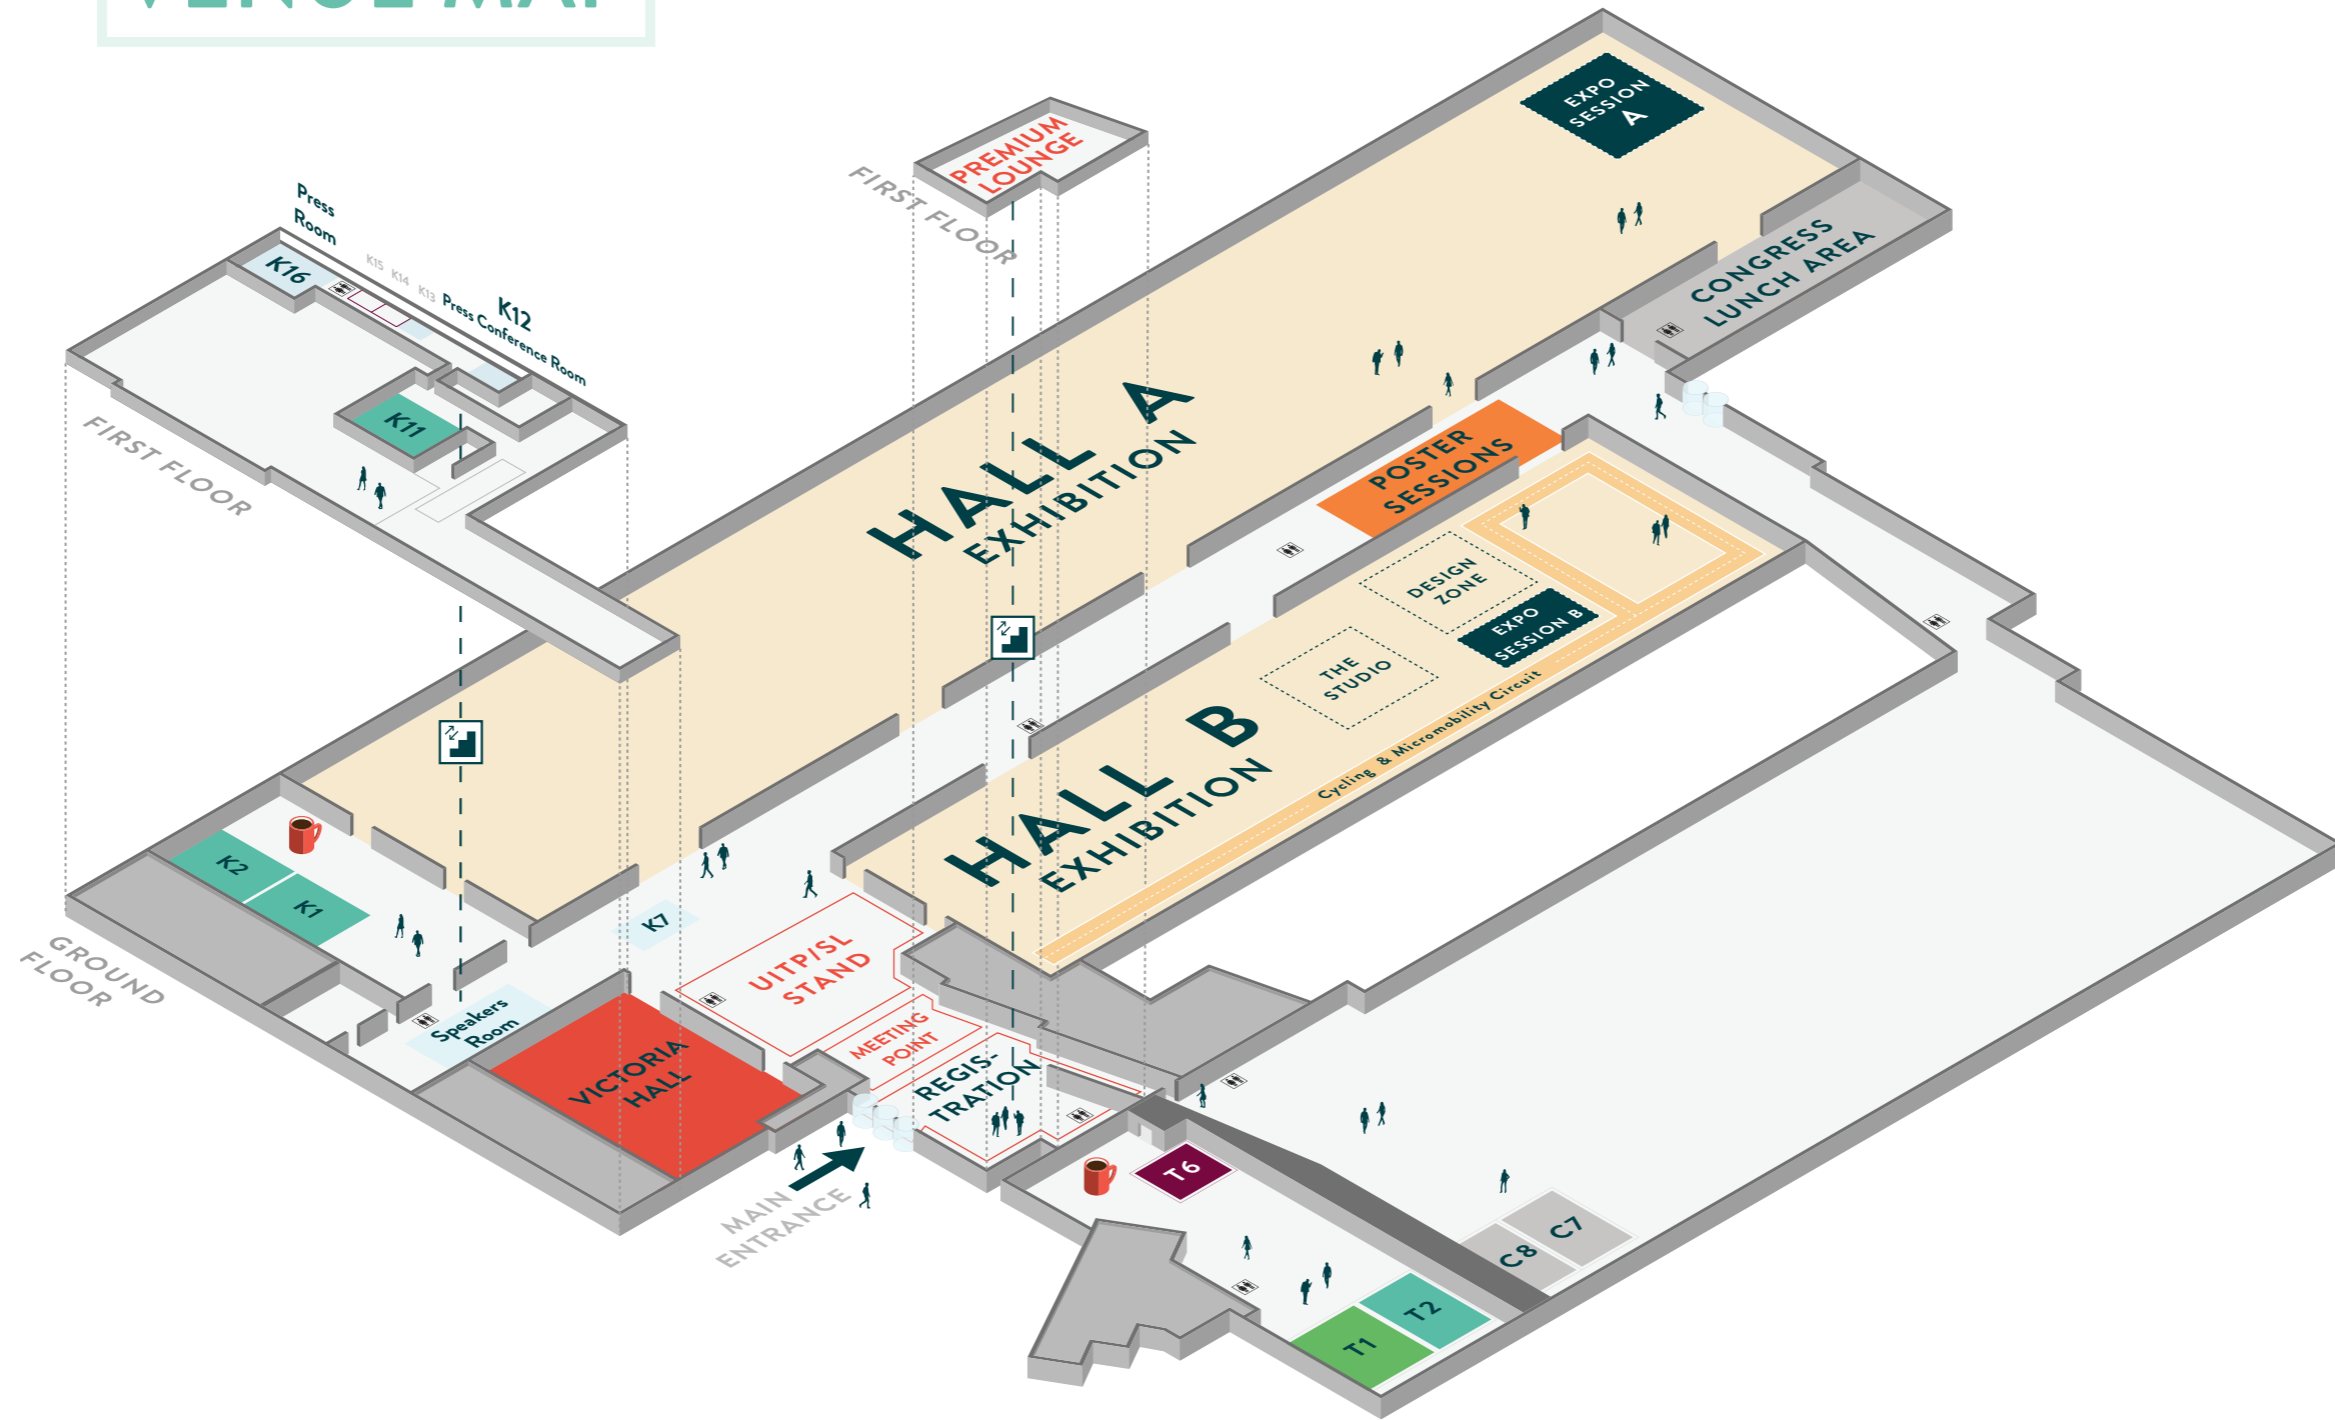 VENUE MAP
EXPO
SESSION
A
PREMIUM
LOUNGE
FIRST FLOOR
Press
Room
K16
K15
K14
K13
K12
Press Conference Room
K11
FIRST FLOOR
CONGRESS
LUNCH AREA
HALL A
EXHIBITION
POSTER
SESSIONS
DESIGN
ZONE
EXPO
SESSION B
THE
STUDIO
Cycling & Micromobility Circuit
HALL B
EXHIBITION
K2
K1
K7
GROUND
FLOOR
UITP/SL
STAND
Speakers
Room
MEETING
POINT
VICTORIA
HALL
REGIS-
TRATION
MAIN
ENTRANCE
T6
C7
C8
T2
T1